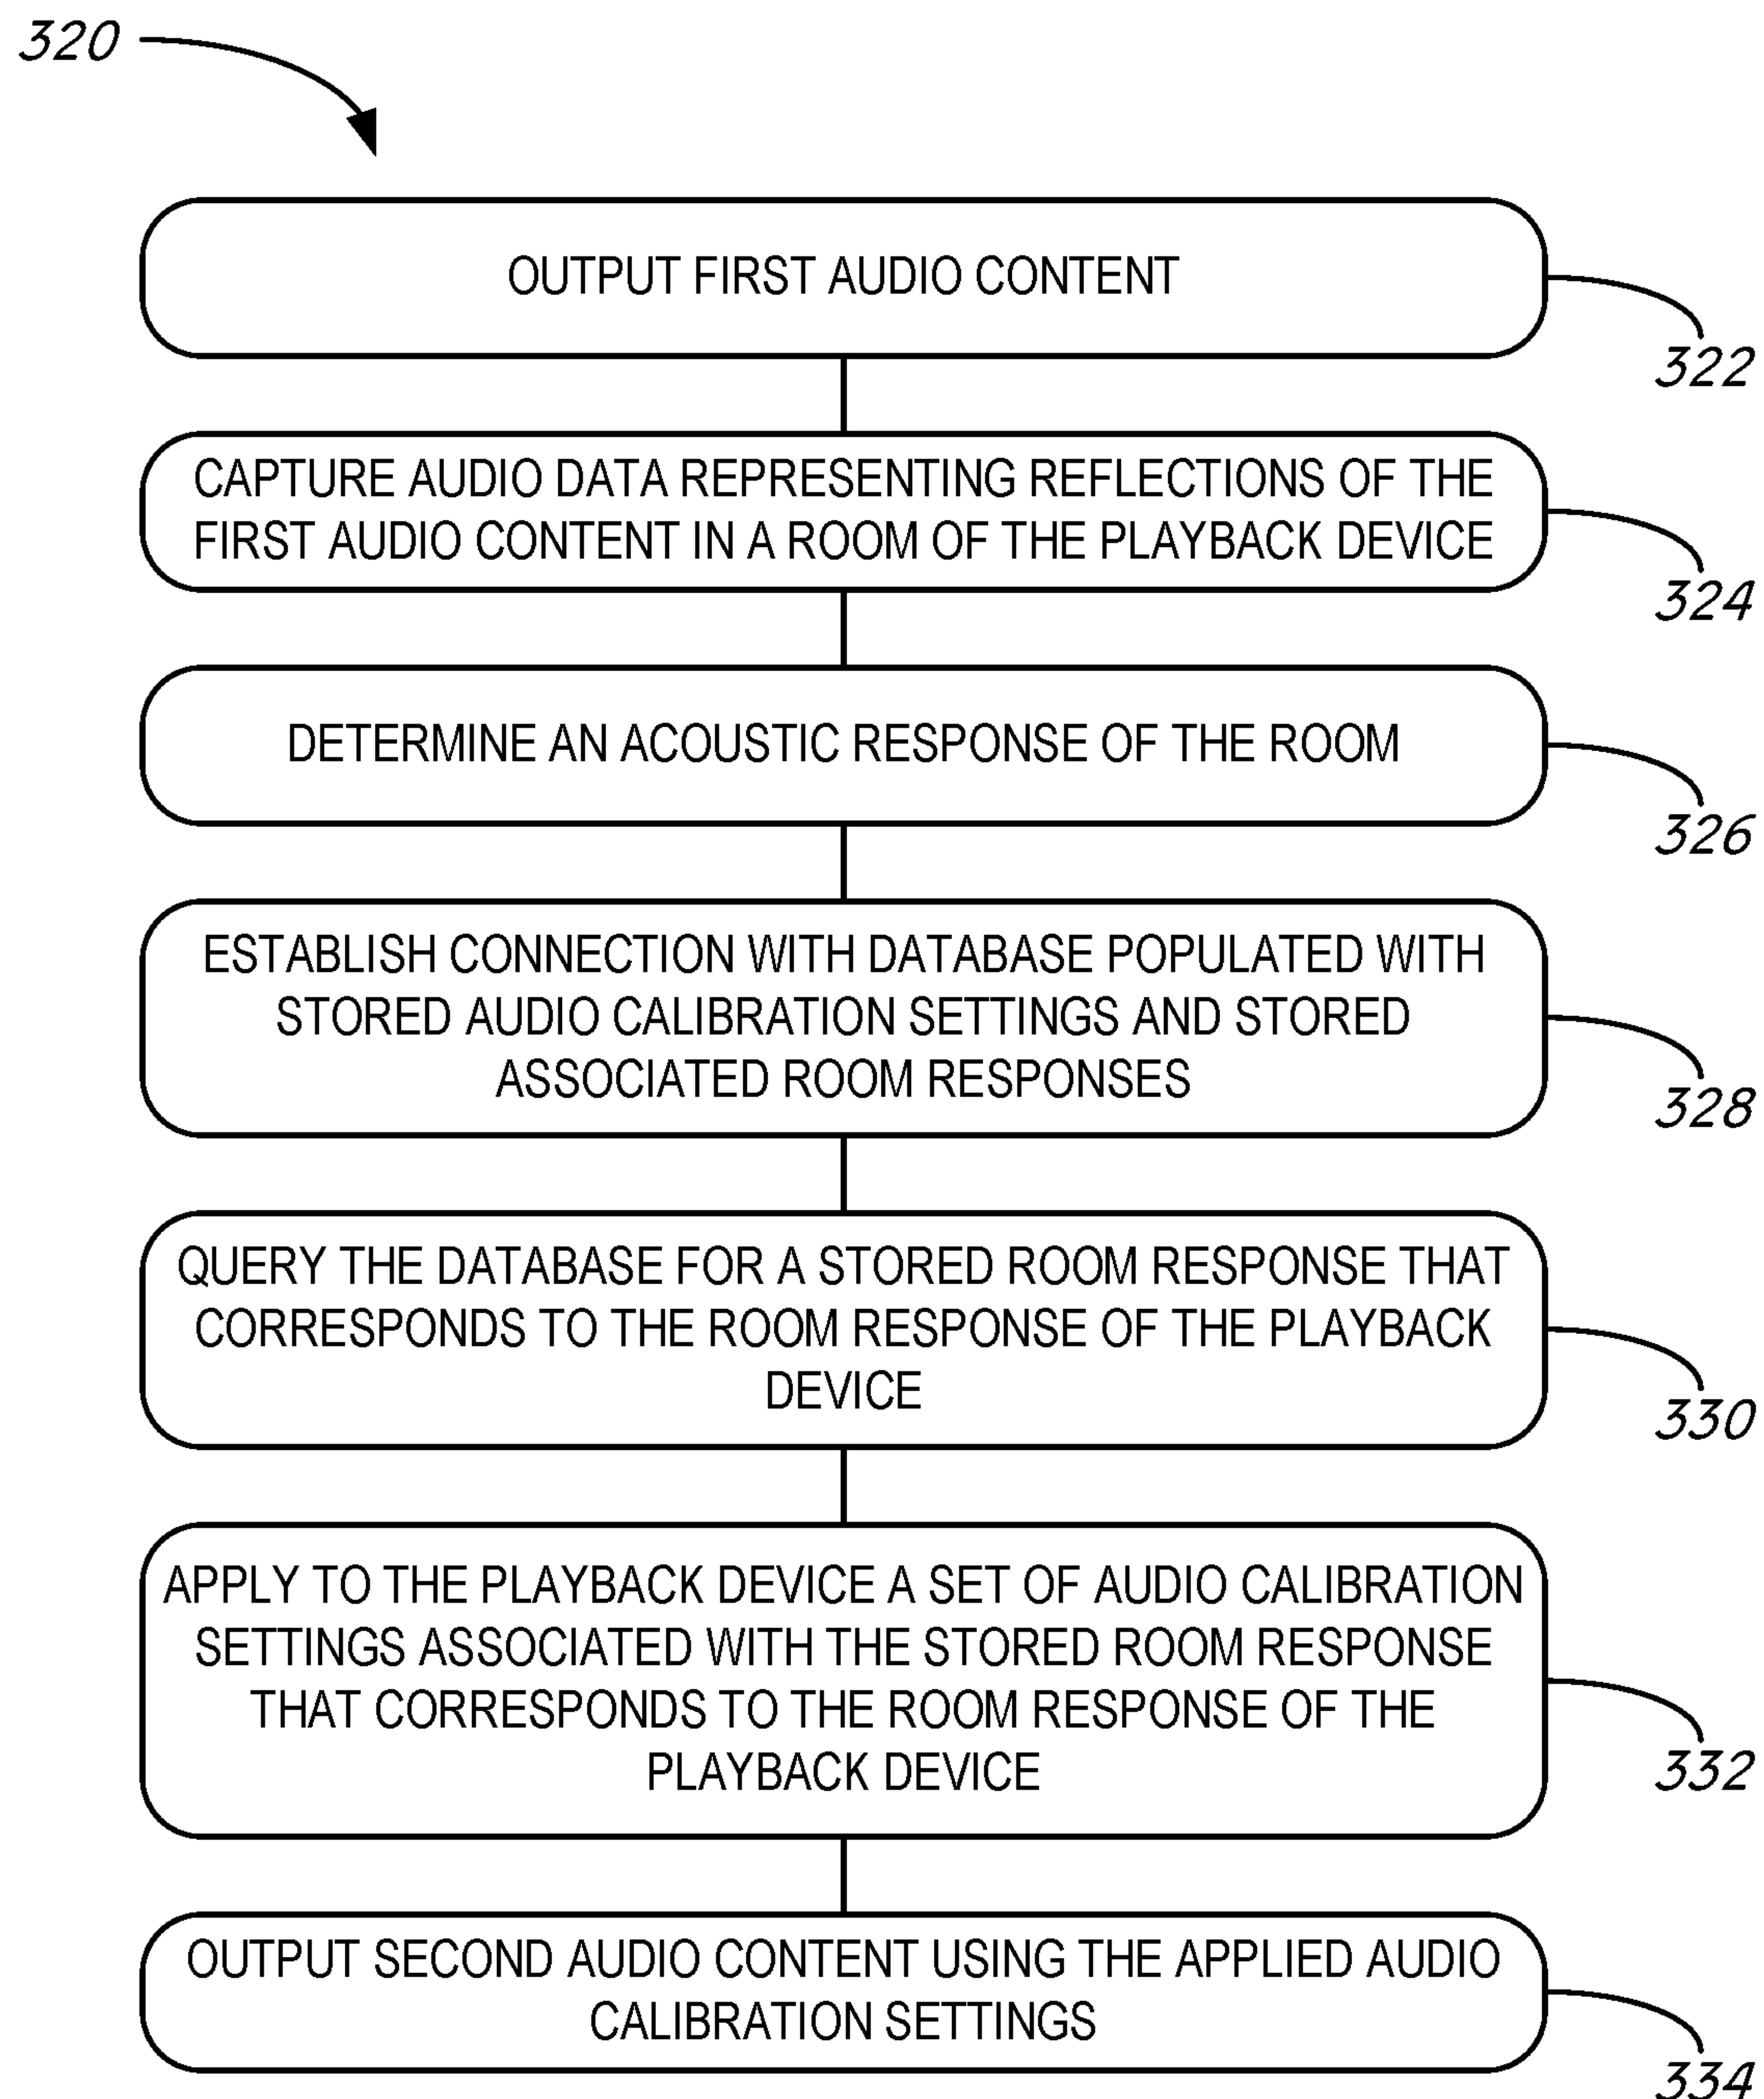 320
OUTPUT FIRST AUDIO CONTENT
322
CAPTURE AUDIO DATA REPRESENTING REFLECTIONS OF THE
FIRST AUDIO CONTENT IN A ROOM OF THE PLAYBACK DEVICE
324
DETERMINE AN ACOUSTIC RESPONSE OF THE ROOM
326
ESTABLISH CONNECTION WITH DATABASE POPULATED WITH
STORED AUDIO CALIBRATION SETTINGS AND STORED
ASSOCIATED ROOM RESPONSES
328
QUERY THE DATABASE FOR A STORED ROOM RESPONSE THAT
CORRESPONDS TO THE ROOM RESPONSE OF THE PLAYBACK
DEVICE
330
APPLY TO THE PLAYBACK DEVICE A SET OF AUDIO CALIBRATION
SETTINGS ASSOCIATED WITH THE STORED ROOM RESPONSE
THAT CORRESPONDS TO THE ROOM RESPONSE OF THE
PLAYBACK DEVICE
332
OUTPUT SECOND AUDIO CONTENT USING THE APPLIED AUDIO
CALIBRATION SETTINGS
334